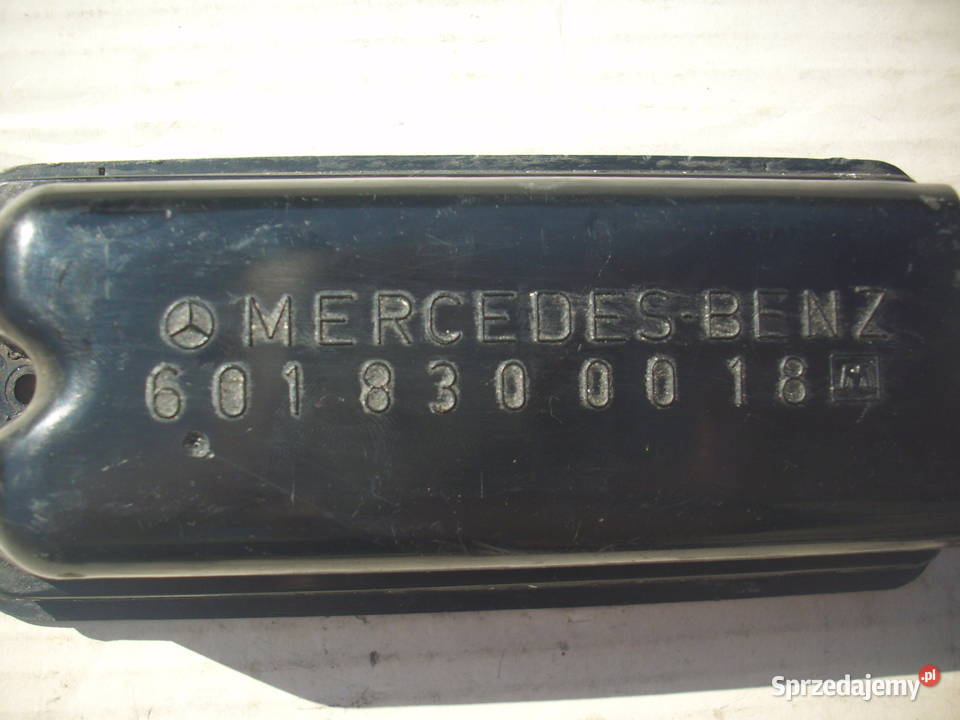 MERCEDES-BENZ
601 830 00 18
Sprzedajemy.pl